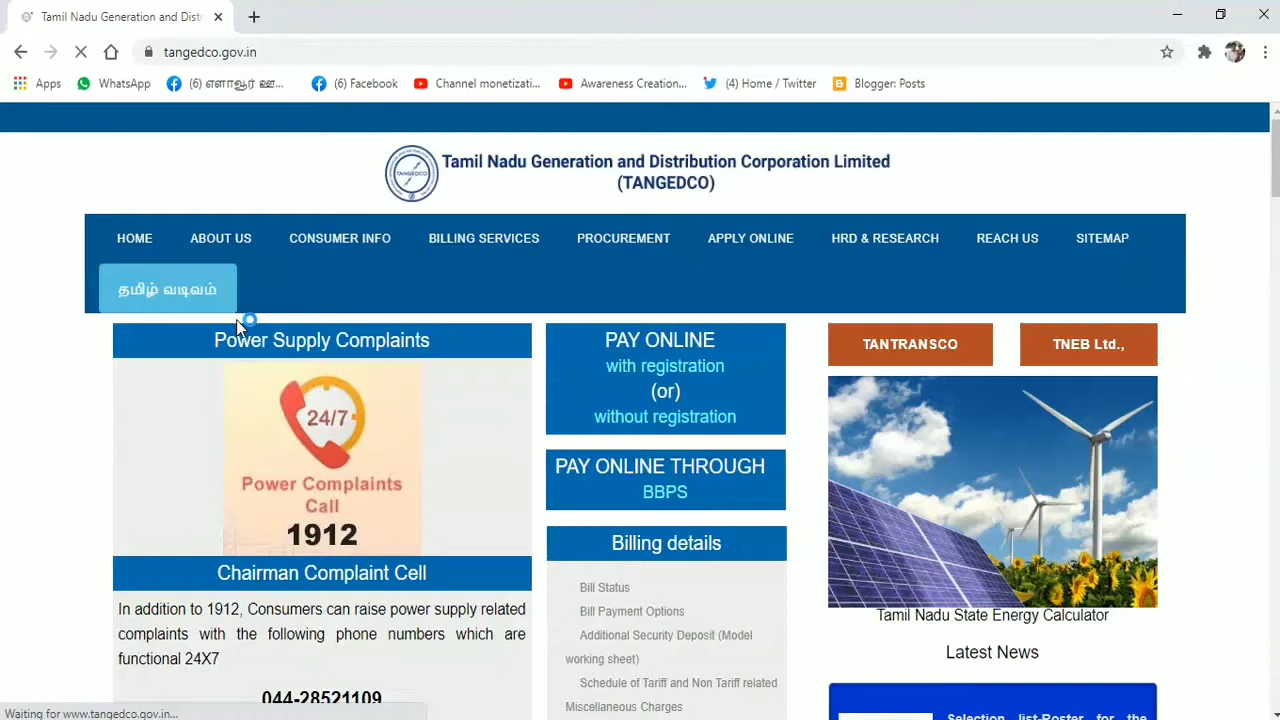 Tamil Nadu Generation and Distr
tangedco.gov.in
Apps
WhatsApp
(6) எனாவூர் ஊ...
(6) Facebook
Channel monetizati...
Awareness Creation...
(4) Home / Twitter
Blogger: Posts
TANGEDCO
Tamil Nadu Generation and Distribution Corporation Limited
(TANGEDCO)
HOME
ABOUT US
CONSUMER INFO
BILLING SERVICES
PROCUREMENT
APPLY ONLINE
HRD & RESEARCH
REACH US
SITEMAP
தமிழ் வடிவம்
Power Supply Complaints
24/7
Power Complaints
Call
1912
Chairman Complaint Cell
In addition to 1912, Consumers can raise power supply related
complaints with the following phone numbers which are
functional 24X7
044-28521109
PAY ONLINE
with registration
(or)
without registration
PAY ONLINE THROUGH
BBPS
Billing details
Bill Status
Bill Payment Options
Additional Security Deposit (Model
working sheet)
Schedule of Tariff and Non Tariff related
Miscellaneous Charges
TANTRANSCO
TNEB Ltd.,
Tamil Nadu State Energy Calculator
Latest News
Selection list-Roster for the
Waiting for www.tangedco.gov.in...